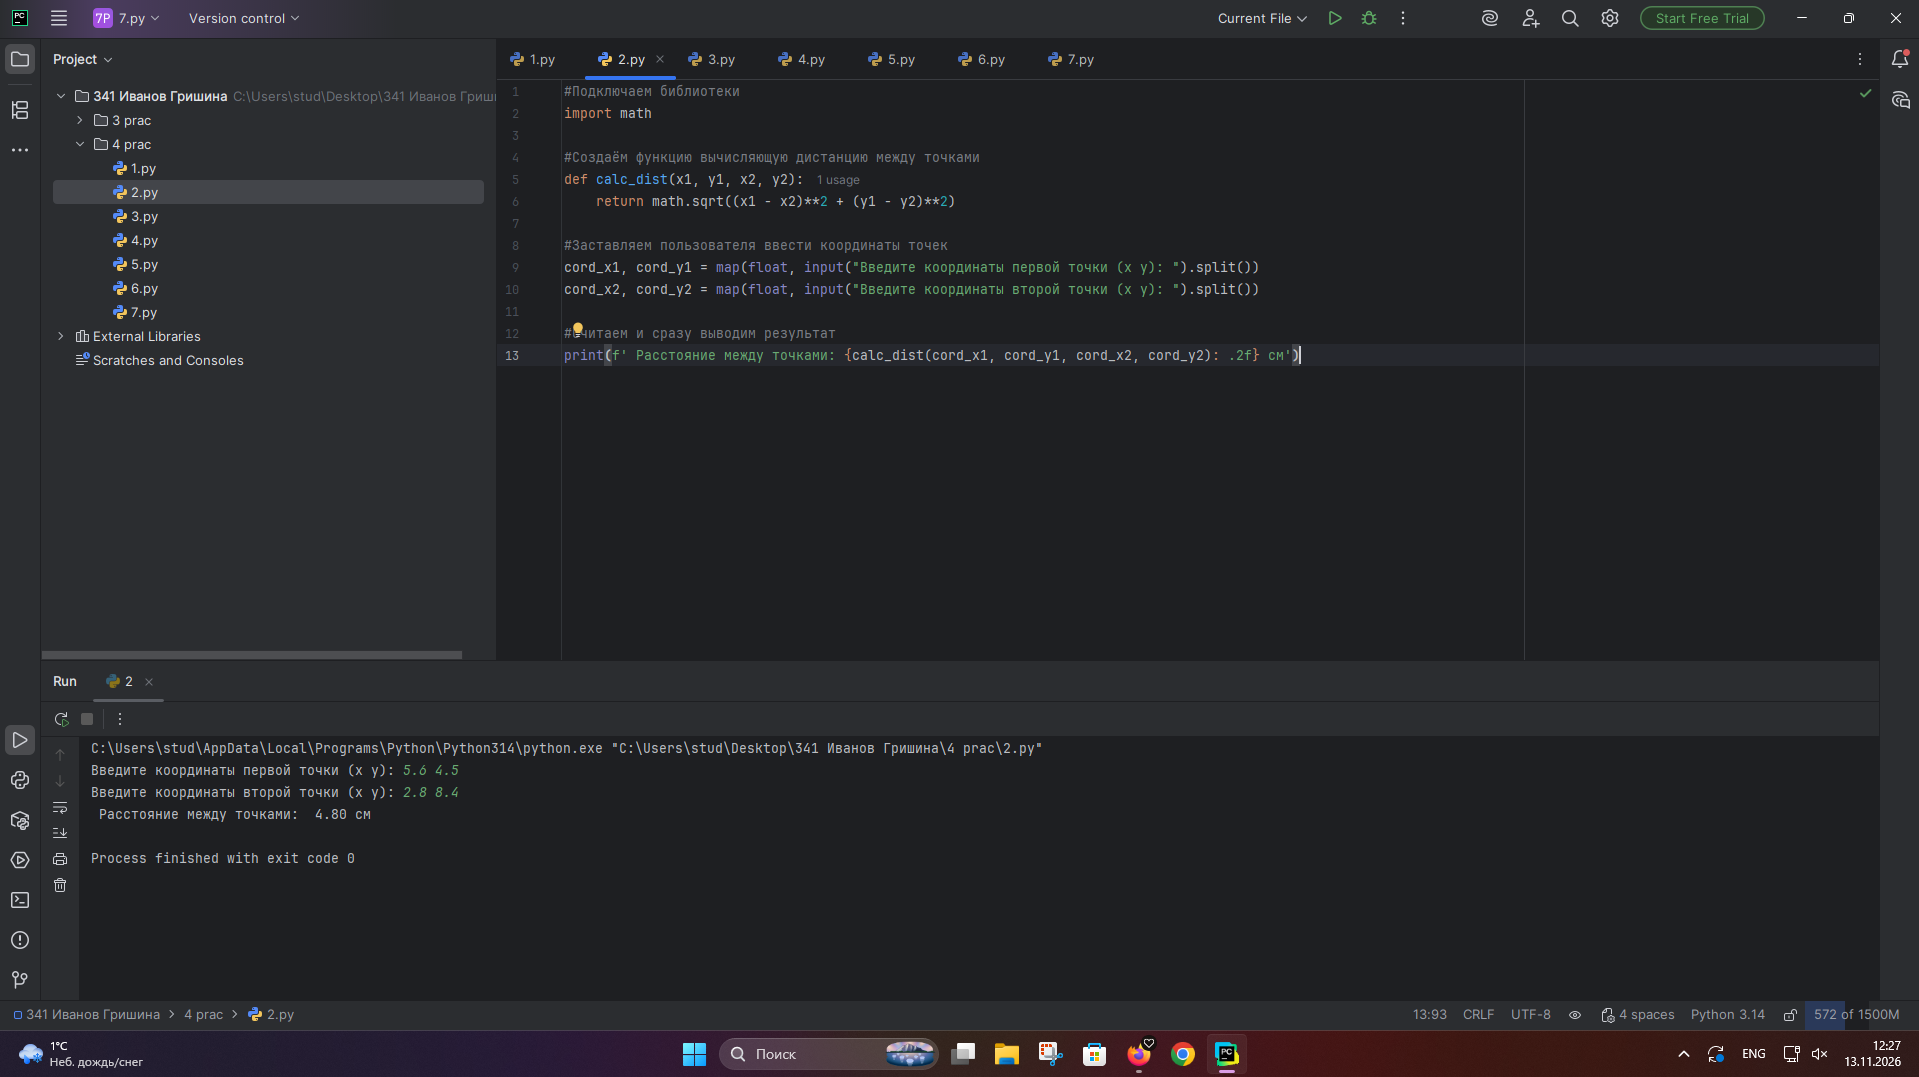 PC
7P 7.py
Version control
Current File
Start Free Trial
Project
1.py
2.py
3.py
4.py
5.py
6.py
7.py
341 Иванов Гришина C:\Users\stud\Desktop\341 Иванов Гриши
3 prac
4 prac
1.py
2.py
3.py
4.py
5.py
6.py
7.py
External Libraries
Scratches and Consoles
1 #Подключаем библиотеки
2 import math
3
4 #Создаём функцию вычисляющую дистанцию между точками
5 def calc_dist(x1, y1, x2, y2): 1 usage
6 return math.sqrt((x1 - x2)**2 + (y1 - y2)**2)
7
8 #Заставляем пользователя ввести координаты точек
9 cord_x1, cord_y1 = map(float, input("Введите координаты первой точки (x y): ").split())
10 cord_x2, cord_y2 = map(float, input("Введите координаты второй точки (x y): ").split())
11
12 #читаем и сразу выводим результат
13 print(f' Расстояние между точками: {calc_dist(cord_x1, cord_y1, cord_x2, cord_y2): .2f} см')
Run
2
C:\Users\stud\AppData\Local\Programs\Python\Python314\python.exe "C:\Users\stud\Desktop\341 Иванов Гришина\4 prac\2.py"
Введите координаты первой точки (x y): 5.6 4.5
Введите координаты второй точки (x y): 2.8 8.4
Расстояние между точками:  4.80 см
Process finished with exit code 0
341 Иванов Гришина > 4 prac > 2.py
13:93 CRLF UTF-8 4 spaces Python 3.14 572 of 1500M
1°C
Неб. дождь/снег
Поиск
PC
ENG
12:27
13.11.2026